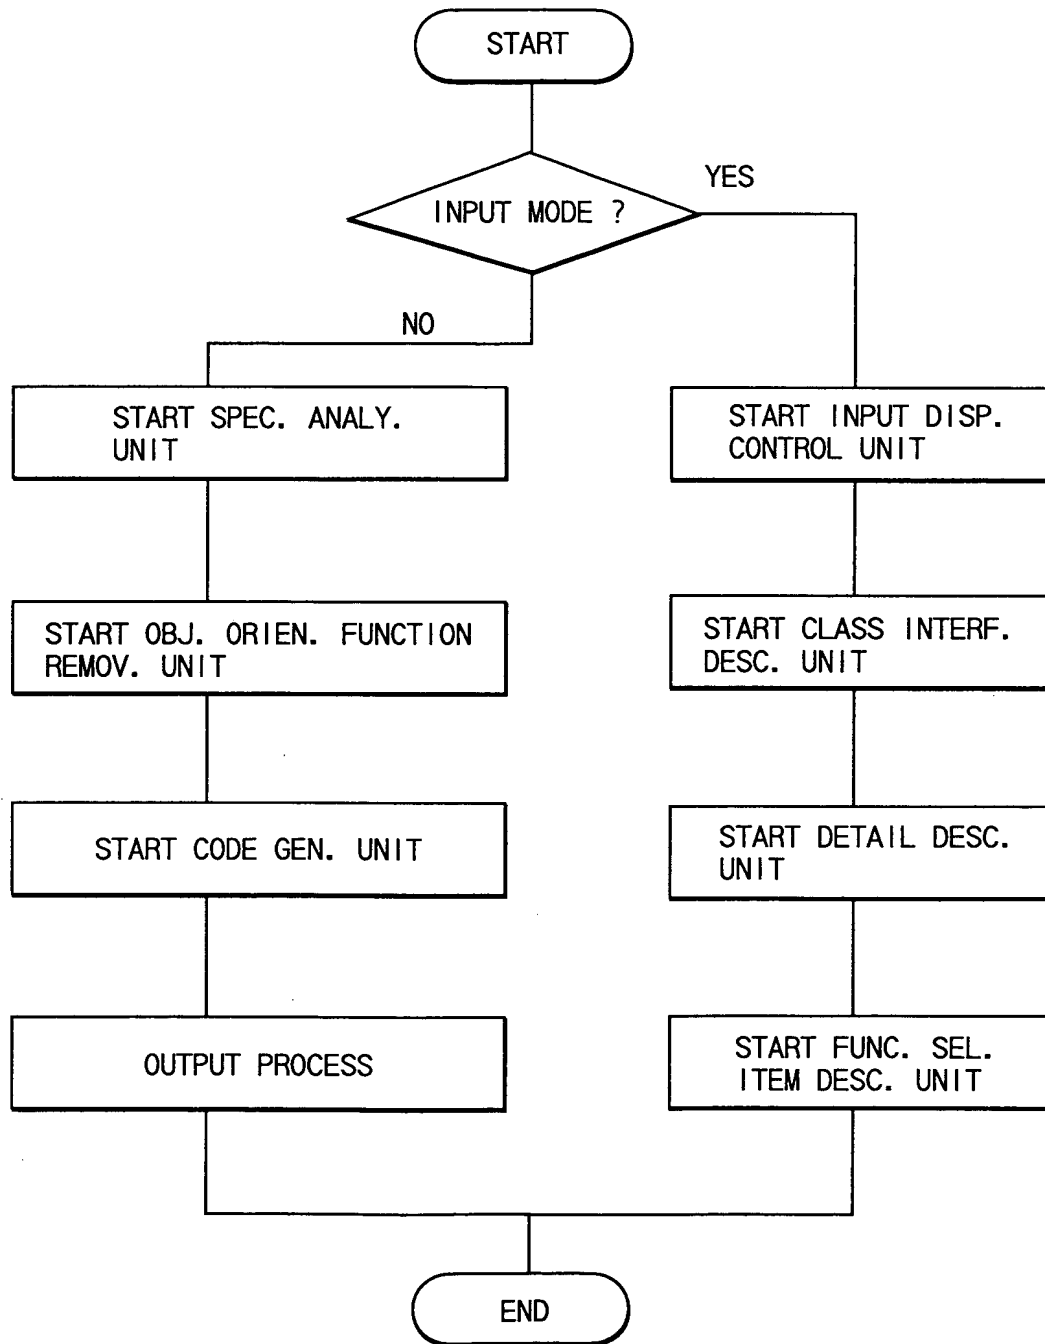 START
INPUT MODE ?
YES
NO
START SPEC. ANALY.
UNIT
START INPUT DISP.
CONTROL UNIT
START OBJ. ORIEN. FUNCTION
REMOV. UNIT
START CLASS INTERF.
DESC. UNIT
START CODE GEN. UNIT
START DETAIL DESC.
UNIT
OUTPUT PROCESS
START FUNC. SEL.
ITEM DESC. UNIT
END